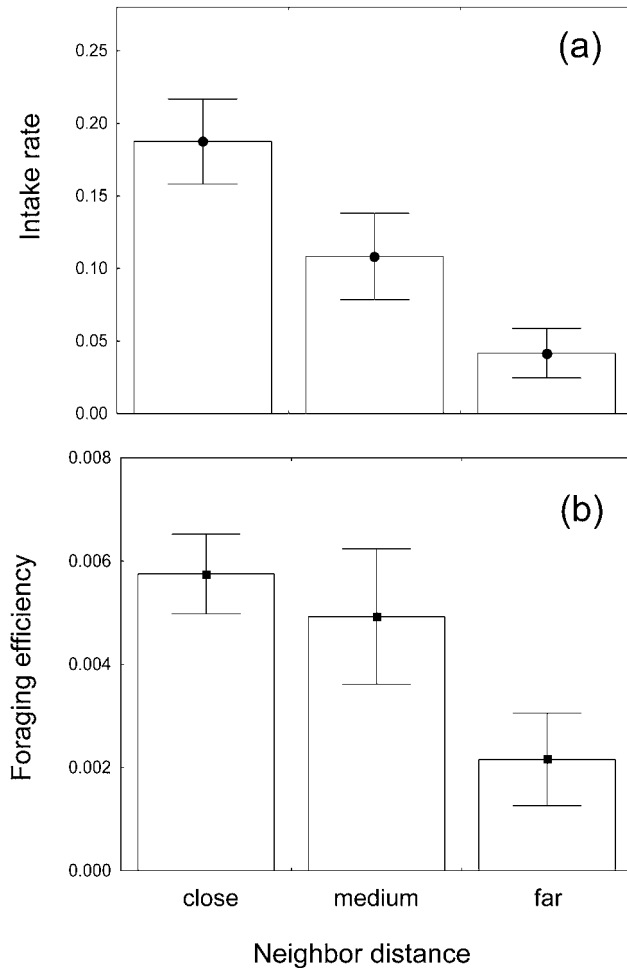 (a)
Intake rate
0.25
0.20
0.15
0.10
0.05
0.00
(b)
Foraging efficiency
0.008
0.006
0.004
0.002
0.000
close medium far
Neighbor distance